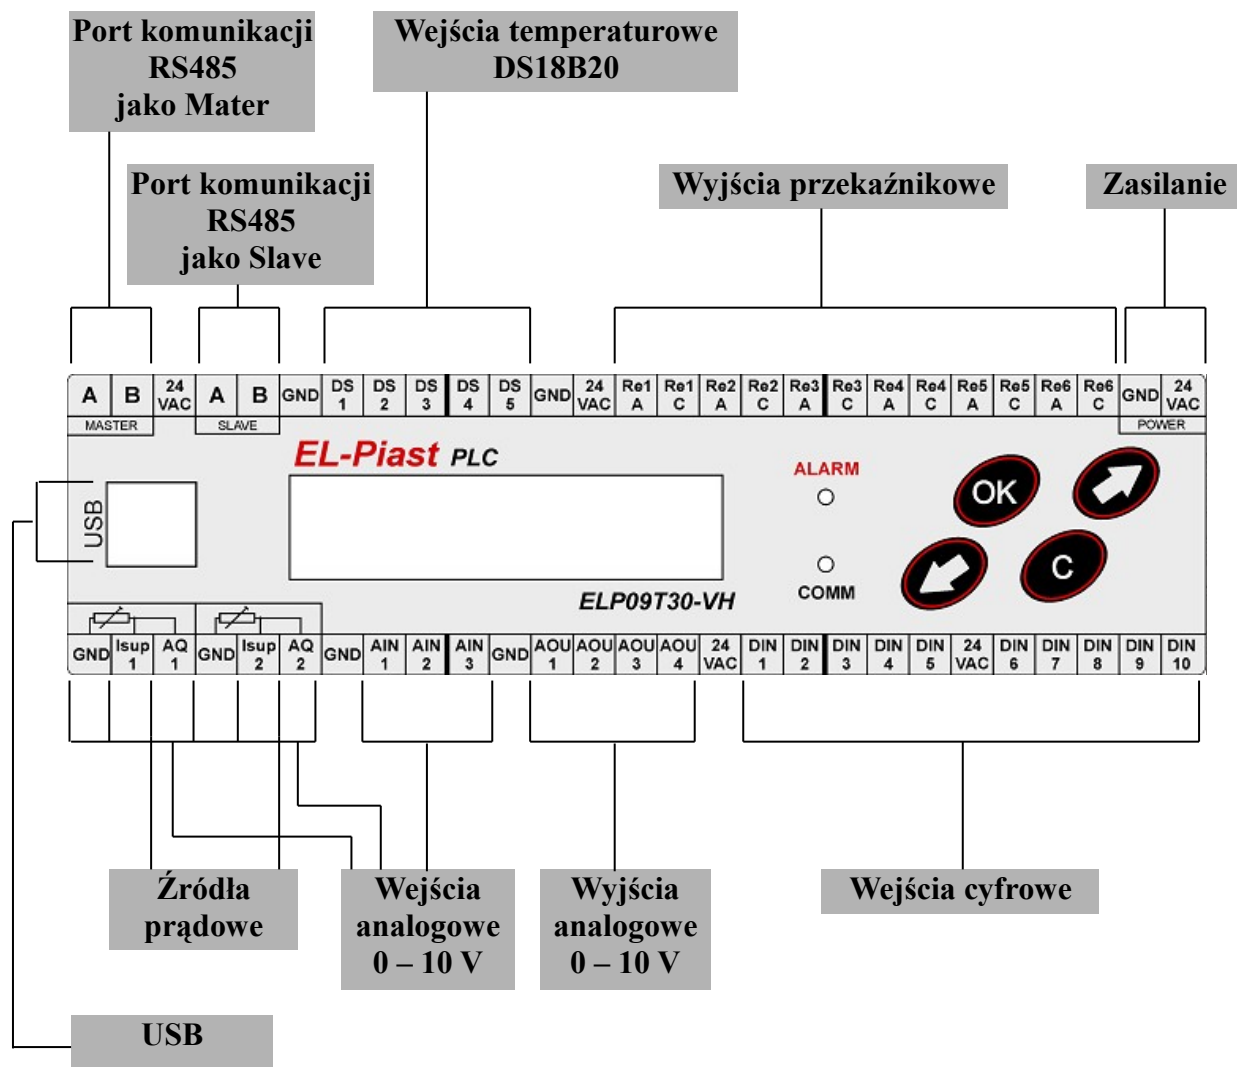 Port komunikacji
RS485
jako Mater
Wejścia temperaturowe
DS18B20
Port komunikacji
RS485
jako Slave
Wyjścia przekaźnikowe
Zasilanie
A B 24 VAC A B GND DS 1 DS 2 DS 3 DS 4 DS 5 GND 24 VAC Re1 A Re1 C Re2 A Re2 C Re3 A Re3 C Re4 A Re4 C Re5 A Re5 C Re6 A Re6 C GND 24 VAC
MASTER SLAVE POWER
EL-Piast PLC
ALARM
OK
USB
C
COMM
ELP09T30-VH
GND Isup 1 AQ 1 GND Isup 2 AQ 2 GND AIN 1 AIN 2 AIN 3 GND AOU 1 AOU 2 AOU 3 AOU 4 24 VAC DIN 1 DIN 2 DIN 3 DIN 4 DIN 5 24 VAC DIN 6 DIN 7 DIN 8 DIN 9 DIN 10
Źródła
prądowe
Wejścia
analogowe
0 – 10 V
Wyjścia
analogowe
0 – 10 V
Wejścia cyfrowe
USB